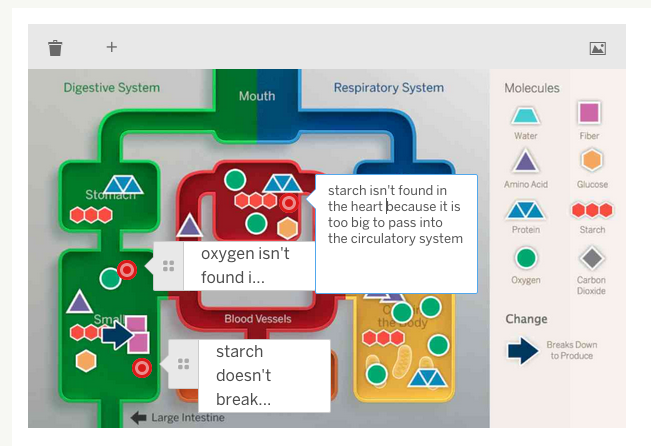 Digestive System
Respiratory System
Mouth
Molecules
Water
Fiber
Stomach
starch isn't found in
the heart because it is
too big to pass into
the circulatory system
Amino Acid
Glucose
Protein
Starch
oxygen isn't
found i...
Oxygen
Carbon
Dioxide
Small
Blood Vessels
the Body
Change
Breaks Down
to Produce
starch
doesn't
break...
Large Intestine